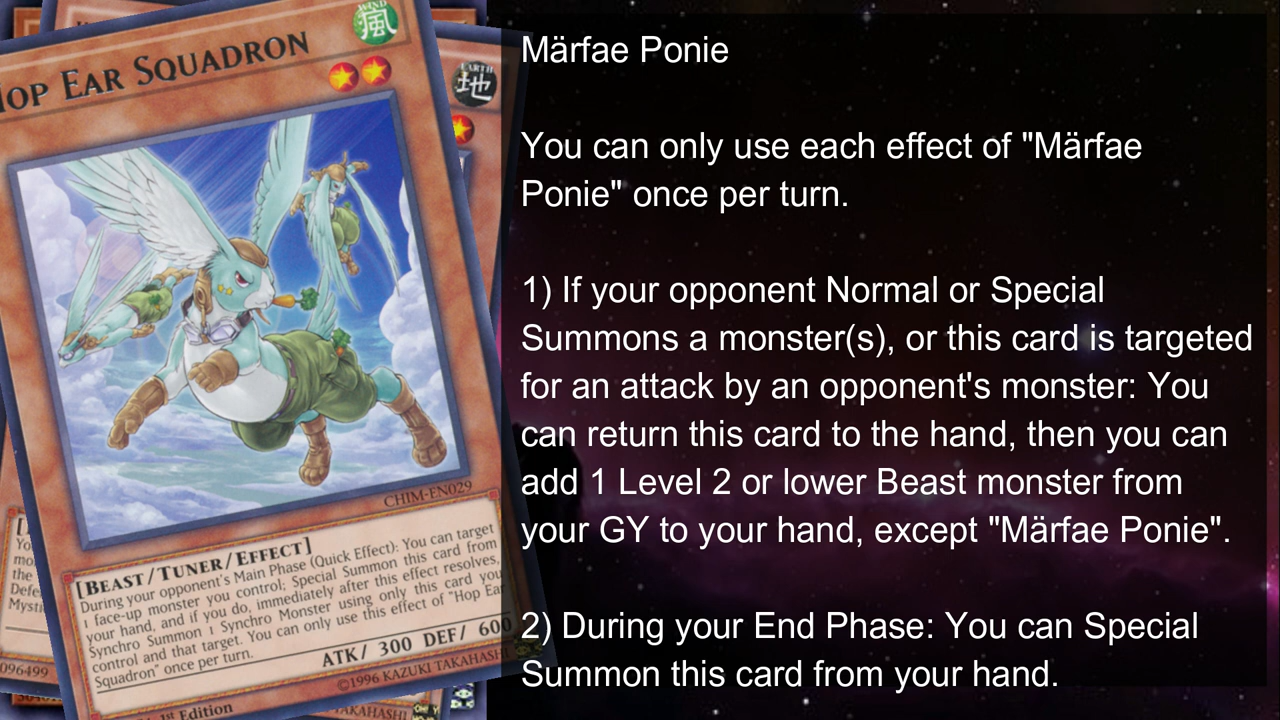 HOP EAR SQUADRON
WIND
風
EARTH
地
CHIM-EN029
[BEAST/TUNER/EFFECT]
During your opponent's Main Phase (Quick Effect): You can target
1 face-up monster you control; Special Summon this card from
your hand, and if you do, immediately after this effect resolves,
Synchro Summon 1 Synchro Monster using only this card you
control and that target. You can only use this effect of "Hop Ear
Squadron" once per turn.
ATK/ 300 DEF/ 600
©1996 KAZUKI TAKAHASHI
1st Edition
096499
TAKAHASHI
Märfae Ponie
You can only use each effect of "Märfae
Ponie" once per turn.
1) If your opponent Normal or Special
Summons a monster(s), or this card is targeted
for an attack by an opponent's monster: You
can return this card to the hand, then you can
add 1 Level 2 or lower Beast monster from
your GY to your hand, except "Märfae Ponie".
2) During your End Phase: You can Special
Summon this card from your hand.